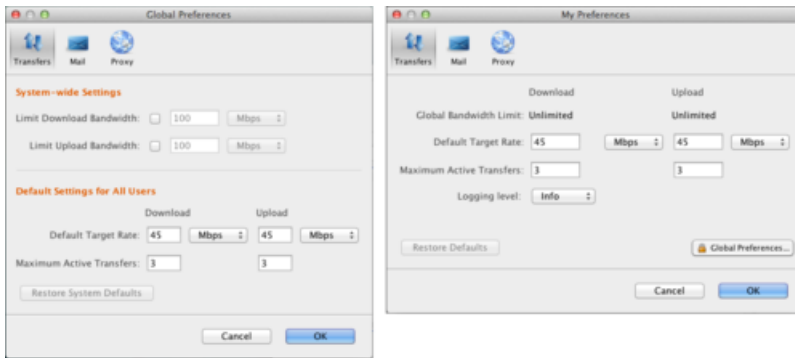 Global Preferences
Transfers Mail Proxy
System-wide Settings
Limit Download Bandwidth: 100 Mbps
Limit Upload Bandwidth: 100 Mbps
Default Settings for All Users
Download Upload
Default Target Rate: 45 Mbps 45 Mbps
Maximum Active Transfers: 3 3
Restore System Defaults
Cancel OK
My Preferences
Transfers Mail Proxy
Download Upload
Global Bandwidth Limit: Unlimited Unlimited
Default Target Rate: 45 Mbps 45 Mbps
Maximum Active Transfers: 3 3
Logging level: Info
Restore Defaults Global Preferences...
Cancel OK